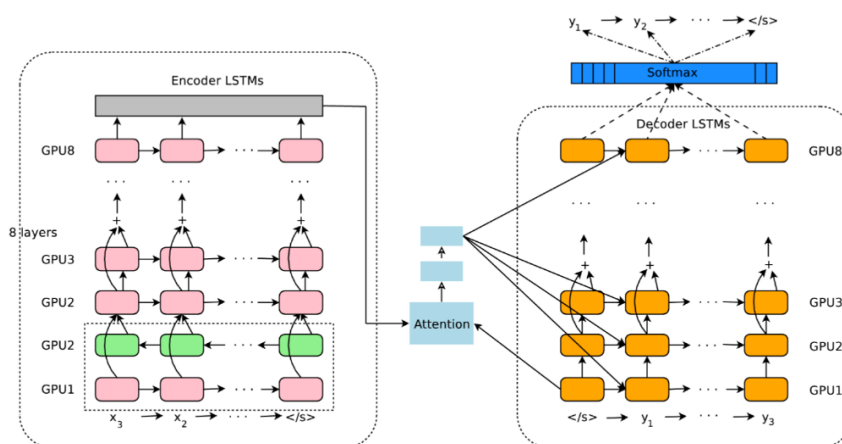 y1 y2 · · · </s>
Softmax
Encoder LSTMs
Decoder LSTMs
GPU8
GPU8
· · · · · · · · ·
· · · · · · · · ·
+ + +
8 layers
GPU3
+ + +
GPU2
GPU3
Attention
GPU2
GPU2
GPU1
GPU1
x3 x2 · · · </s>
</s> y1 · · · y3